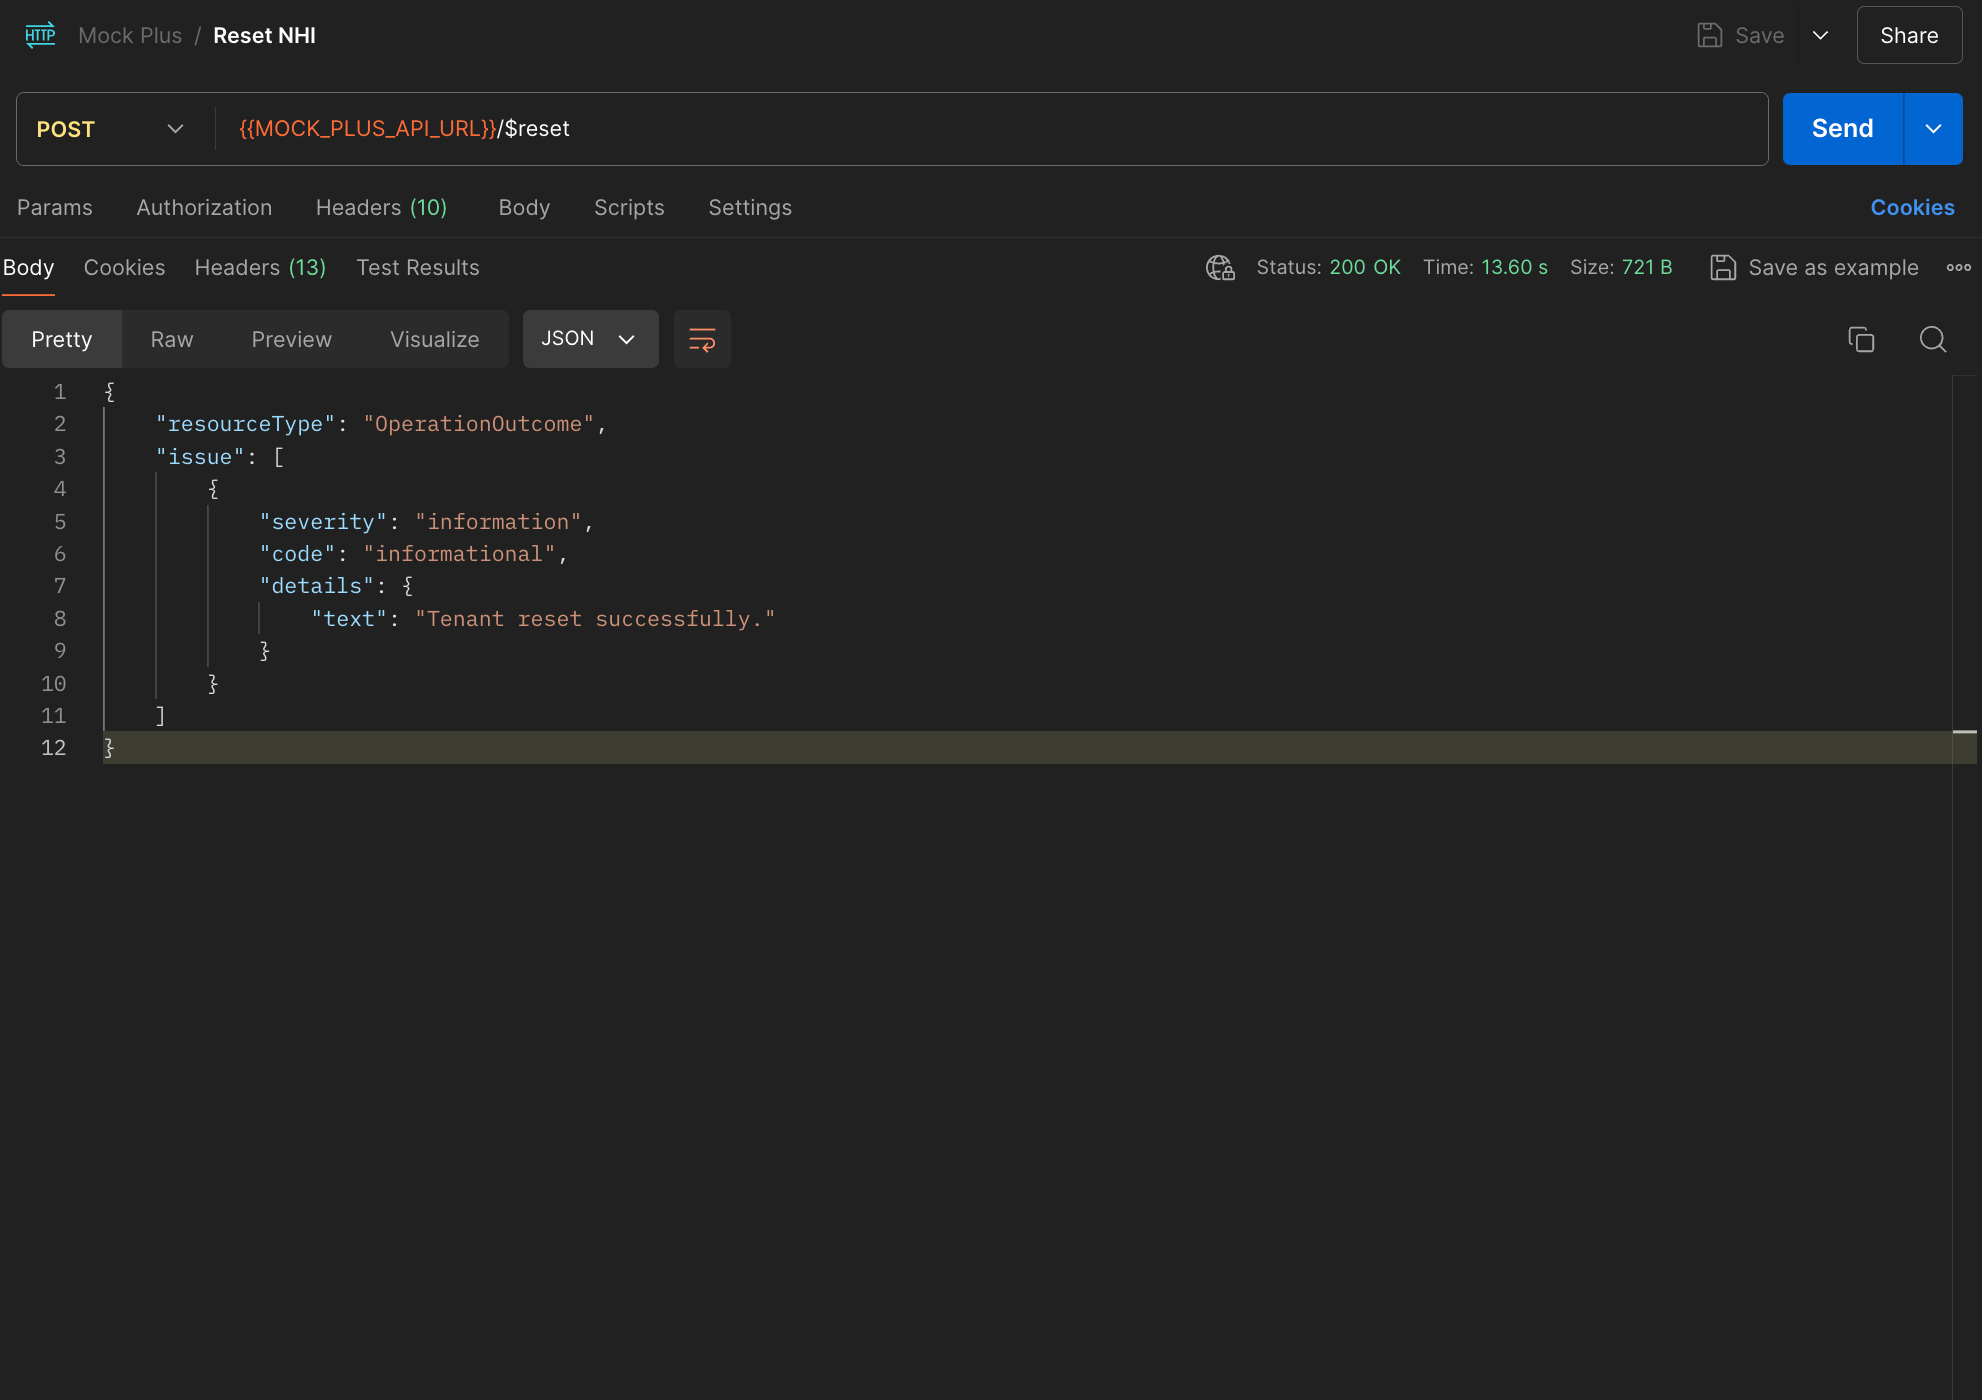 HTTP Mock Plus / Reset NHI Save Share
POST {{MOCK_PLUS_API_URL}}/$reset Send
Params Authorization Headers (10) Body Scripts Settings Cookies
Body Cookies Headers (13) Test Results Status: 200 OK Time: 13.60 s Size: 721 B Save as example
Pretty Raw Preview Visualize JSON
1 {
2 "resourceType": "OperationOutcome",
3 "issue": [
4 {
5 "severity": "information",
6 "code": "informational",
7 "details": {
8 "text": "Tenant reset successfully."
9 }
10 }
11 ]
12 }